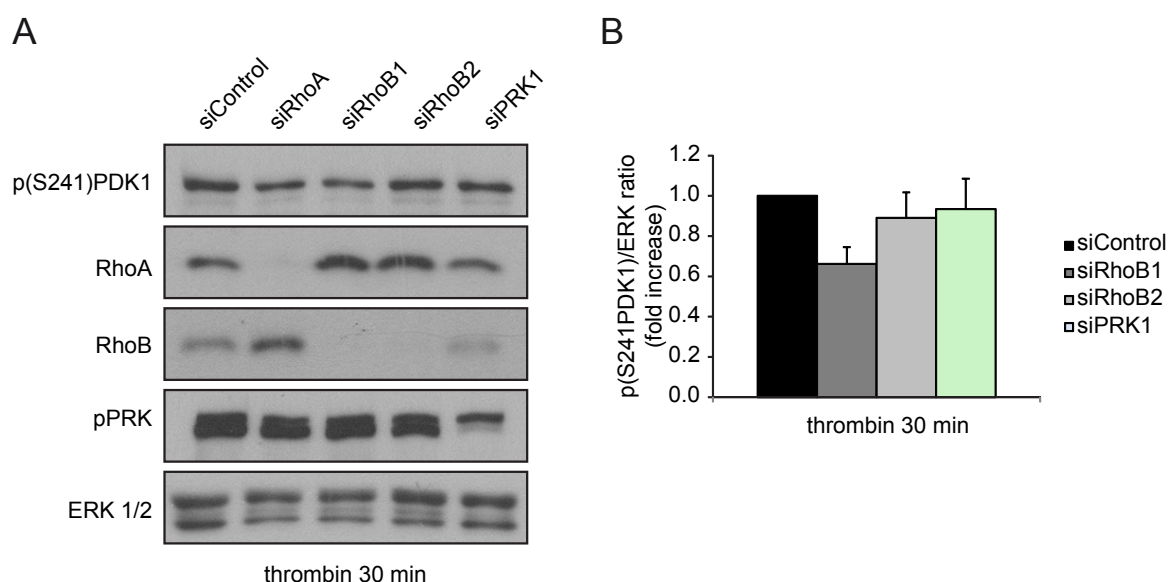 A
siControl
siRhoA
siRhoB1
siRhoB2
siPRK1
p(S241)PDK1
RhoA
RhoB
pPRK
ERK 1/2
thrombin 30 min
B
p(S241PDK1)/ERK ratio
(fold increase)
1.2
1.0
0.8
0.6
0.4
0.2
0.0
thrombin 30 min
siControl
siRhoB1
siRhoB2
siPRK1